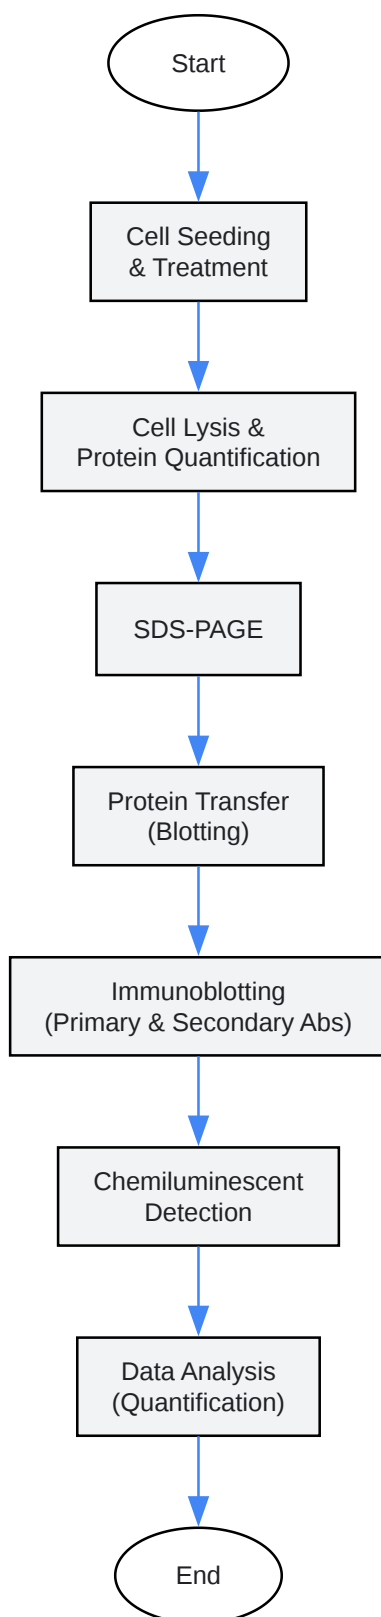 Start
Cell Seeding
& Treatment
Cell Lysis &
Protein Quantification
SDS-PAGE
Protein Transfer
(Blotting)
Immunoblotting
(Primary & Secondary Abs)
Chemiluminescent
Detection
Data Analysis
(Quantification)
End